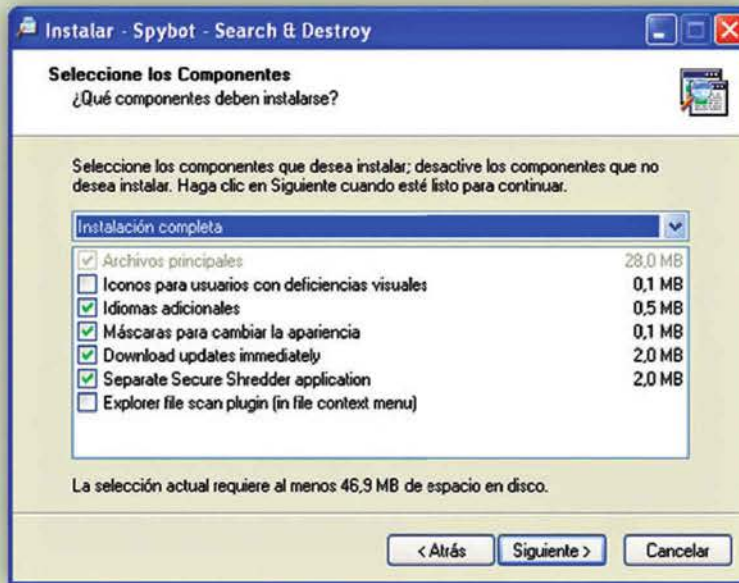 Instalar - Spybot - Search & Destroy
Seleccione los Componentes
¿Qué componentes deben instalarse?
Seleccione los componentes que desea instalar; desactive los componentes que no
desea instalar. Haga clic en Siguiente cuando esté listo para continuar.
Instalación completa
Archivos principales 28,0 MB
Iconos para usuarios con deficiencias visuales 0,1 MB
Idiomas adicionales 0,5 MB
Máscaras para cambiar la apariencia 0,1 MB
Download updates immediately 2,0 MB
Separate Secure Shredder application 2,0 MB
Explorer file scan plugin (in file context menu)
La selección actual requiere al menos 46,9 MB de espacio en disco.
< Atrás Siguiente > Cancelar